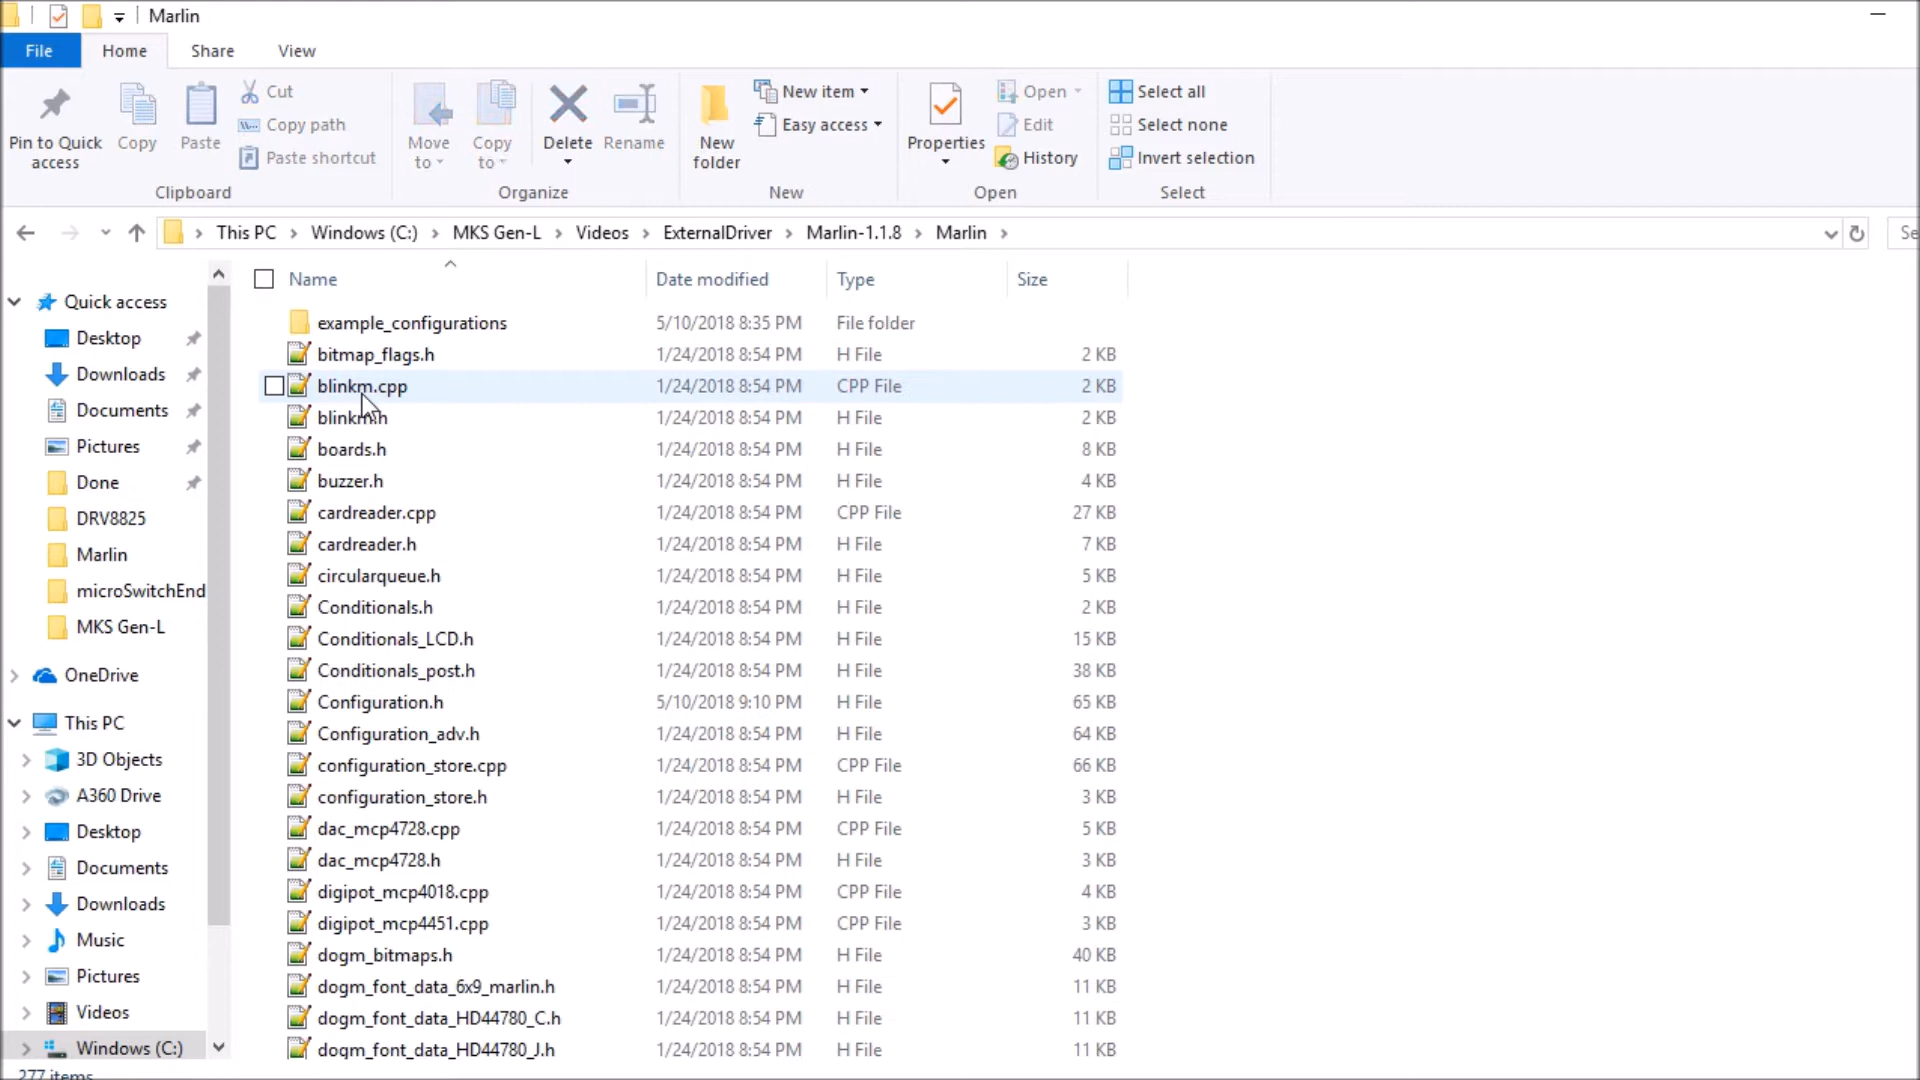 Marlin
File Home Share View
Pin to Quick access
Copy
Paste
Cut
Copy path
Paste shortcut
Clipboard
Move to
Copy to
Delete
Rename
Organize
New folder
New item
Easy access
New
Properties
Open
Edit
History
Open
Select all
Select none
Invert selection
Select
This PC > Windows (C:) > MKS Gen-L > Videos > ExternalDriver > Marlin-1.1.8 > Marlin >
Se
Quick access
Desktop
Downloads
Documents
Pictures
Done
DRV8825
Marlin
microSwitchEnd
MKS Gen-L
OneDrive
This PC
3D Objects
A360 Drive
Desktop
Documents
Downloads
Music
Pictures
Videos
Windows (C:)
277 items
Name Date modified Type Size
example_configurations 5/10/2018 8:35 PM File folder
bitmap_flags.h 1/24/2018 8:54 PM H File 2 KB
blinkm.cpp 1/24/2018 8:54 PM CPP File 2 KB
blinkm.h 1/24/2018 8:54 PM H File 2 KB
boards.h 1/24/2018 8:54 PM H File 8 KB
buzzer.h 1/24/2018 8:54 PM H File 4 KB
cardreader.cpp 1/24/2018 8:54 PM CPP File 27 KB
cardreader.h 1/24/2018 8:54 PM H File 7 KB
circularqueue.h 1/24/2018 8:54 PM H File 5 KB
Conditionals.h 1/24/2018 8:54 PM H File 2 KB
Conditionals_LCD.h 1/24/2018 8:54 PM H File 15 KB
Conditionals_post.h 1/24/2018 8:54 PM H File 38 KB
Configuration.h 5/10/2018 9:10 PM H File 65 KB
Configuration_adv.h 1/24/2018 8:54 PM H File 64 KB
configuration_store.cpp 1/24/2018 8:54 PM CPP File 66 KB
configuration_store.h 1/24/2018 8:54 PM H File 3 KB
dac_mcp4728.cpp 1/24/2018 8:54 PM CPP File 5 KB
dac_mcp4728.h 1/24/2018 8:54 PM H File 3 KB
digipot_mcp4018.cpp 1/24/2018 8:54 PM CPP File 4 KB
digipot_mcp4451.cpp 1/24/2018 8:54 PM CPP File 3 KB
dogm_bitmaps.h 1/24/2018 8:54 PM H File 40 KB
dogm_font_data_6x9_marlin.h 1/24/2018 8:54 PM H File 11 KB
dogm_font_data_HD44780_C.h 1/24/2018 8:54 PM H File 11 KB
dogm_font_data_HD44780_J.h 1/24/2018 8:54 PM H File 11 KB